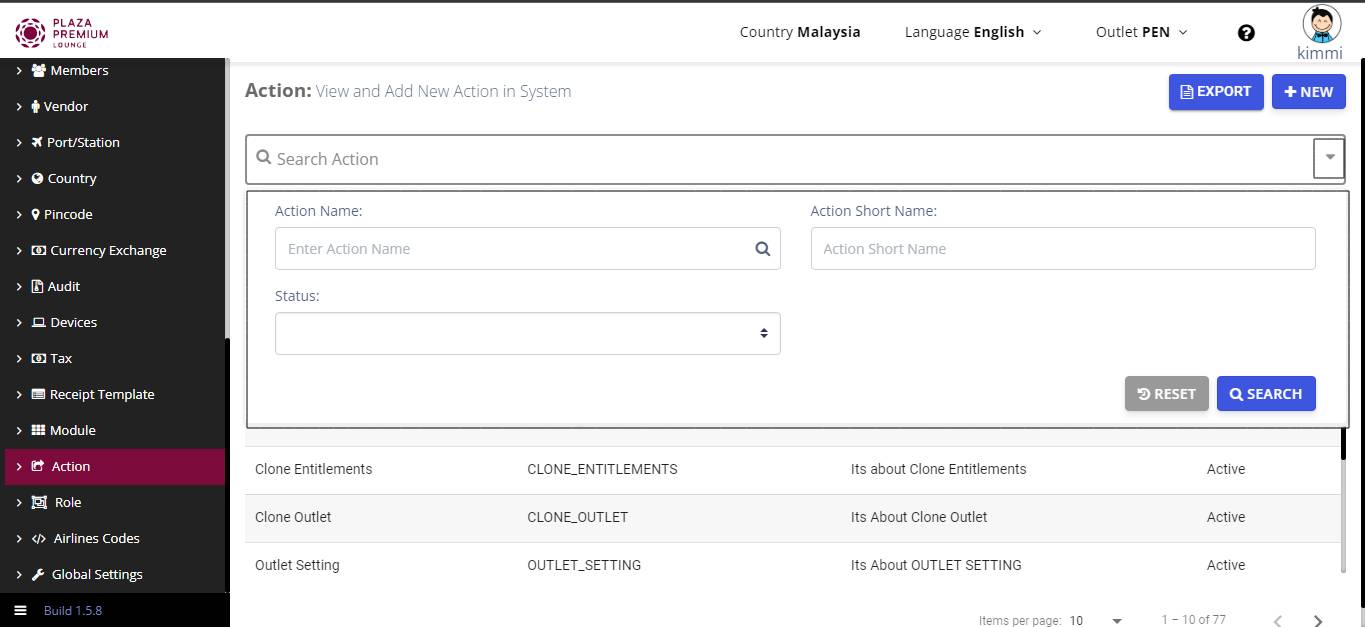 PLAZA
PREMIUM
LOUNGE
Country Malaysia
Language English
Outlet PEN
?
kimmi
Members
Vendor
Port/Station
Country
Pincode
Currency Exchange
Audit
Devices
Tax
Receipt Template
Module
Action
Role
Airlines Codes
Global Settings
Build 1.5.8
Action: View and Add New Action in System
EXPORT
NEW
Search Action
Action Name:
Action Short Name:
Enter Action Name
Action Short Name
Status:
RESET
SEARCH
Clone Entitlements CLONE_ENTITLEMENTS Its about Clone Entitlements Active
Clone Outlet CLONE_OUTLET Its About Clone Outlet Active
Outlet Setting OUTLET_SETTING Its About OUTLET SETTING Active
Items per page: 10 1 – 10 of 77